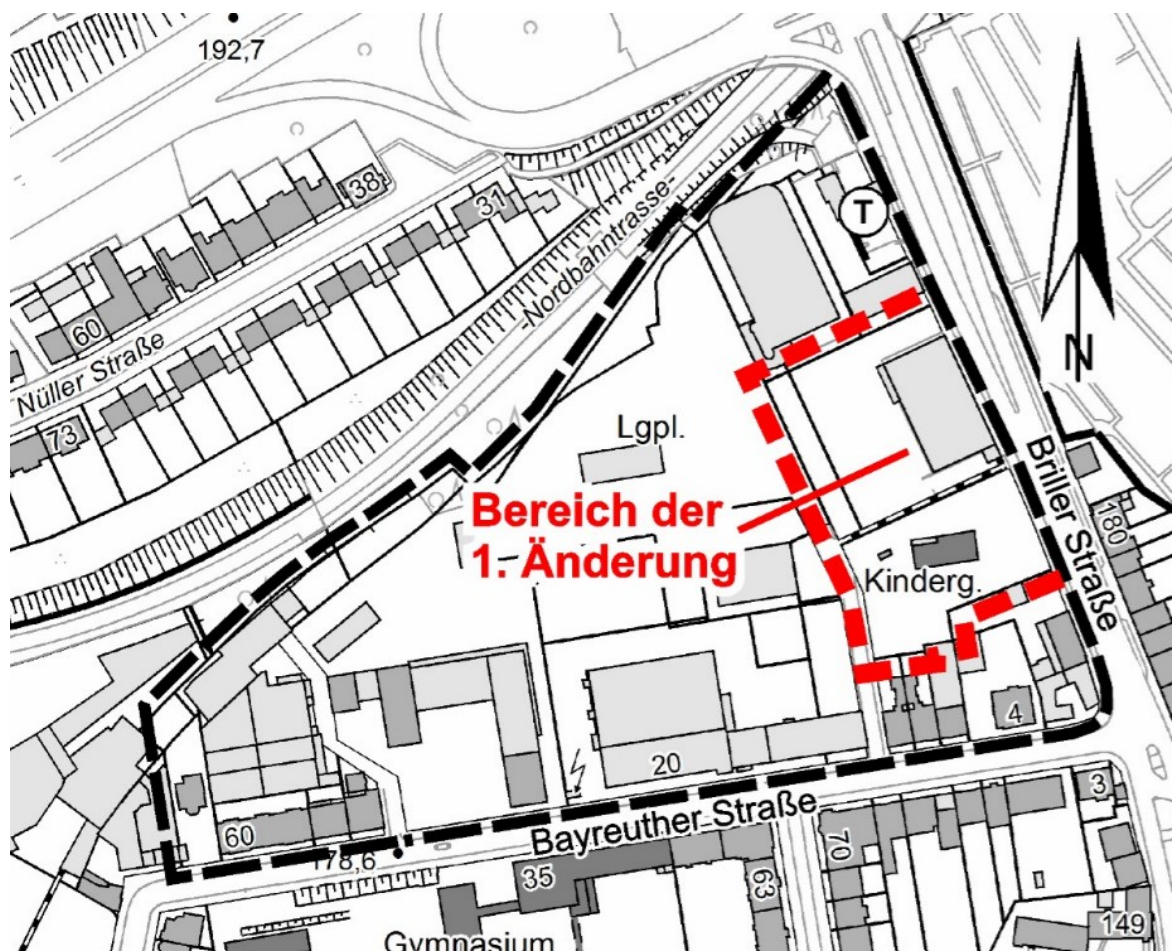 192,7
38
31
-Nordbahntrasse-
T
60
Nüller Straße
73
N
Lgpl.
Bereich der
1. Änderung
Briller Straße
180
Kinderg.
4
20
3
60
Bayreuther Straße
178,6
35
63
70
149
Gymnasium